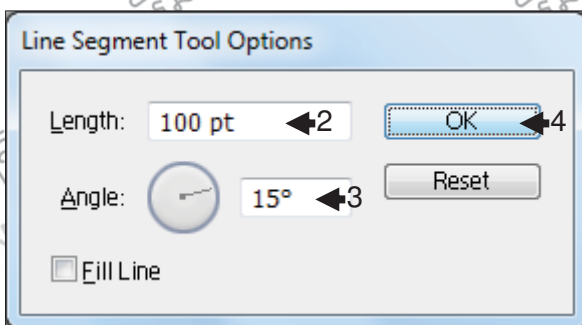 Line Segment Tool Options
Length: 100 pt 2 OK 4
Angle: 15° 3 Reset
Fill Line